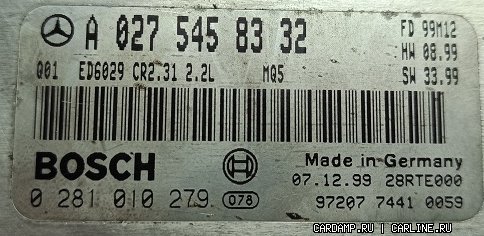 A 027 545 83 32
FD 99M12
HW 08.99
Q01 ED6029 CR2.31 2.2L MQ5 SW 33.99
BOSCH
Made in Germany
07.12.99 28RTE000
0 281 010 279 078
97207 7441 0059
CARDAMP.RU | CARLINE.RU